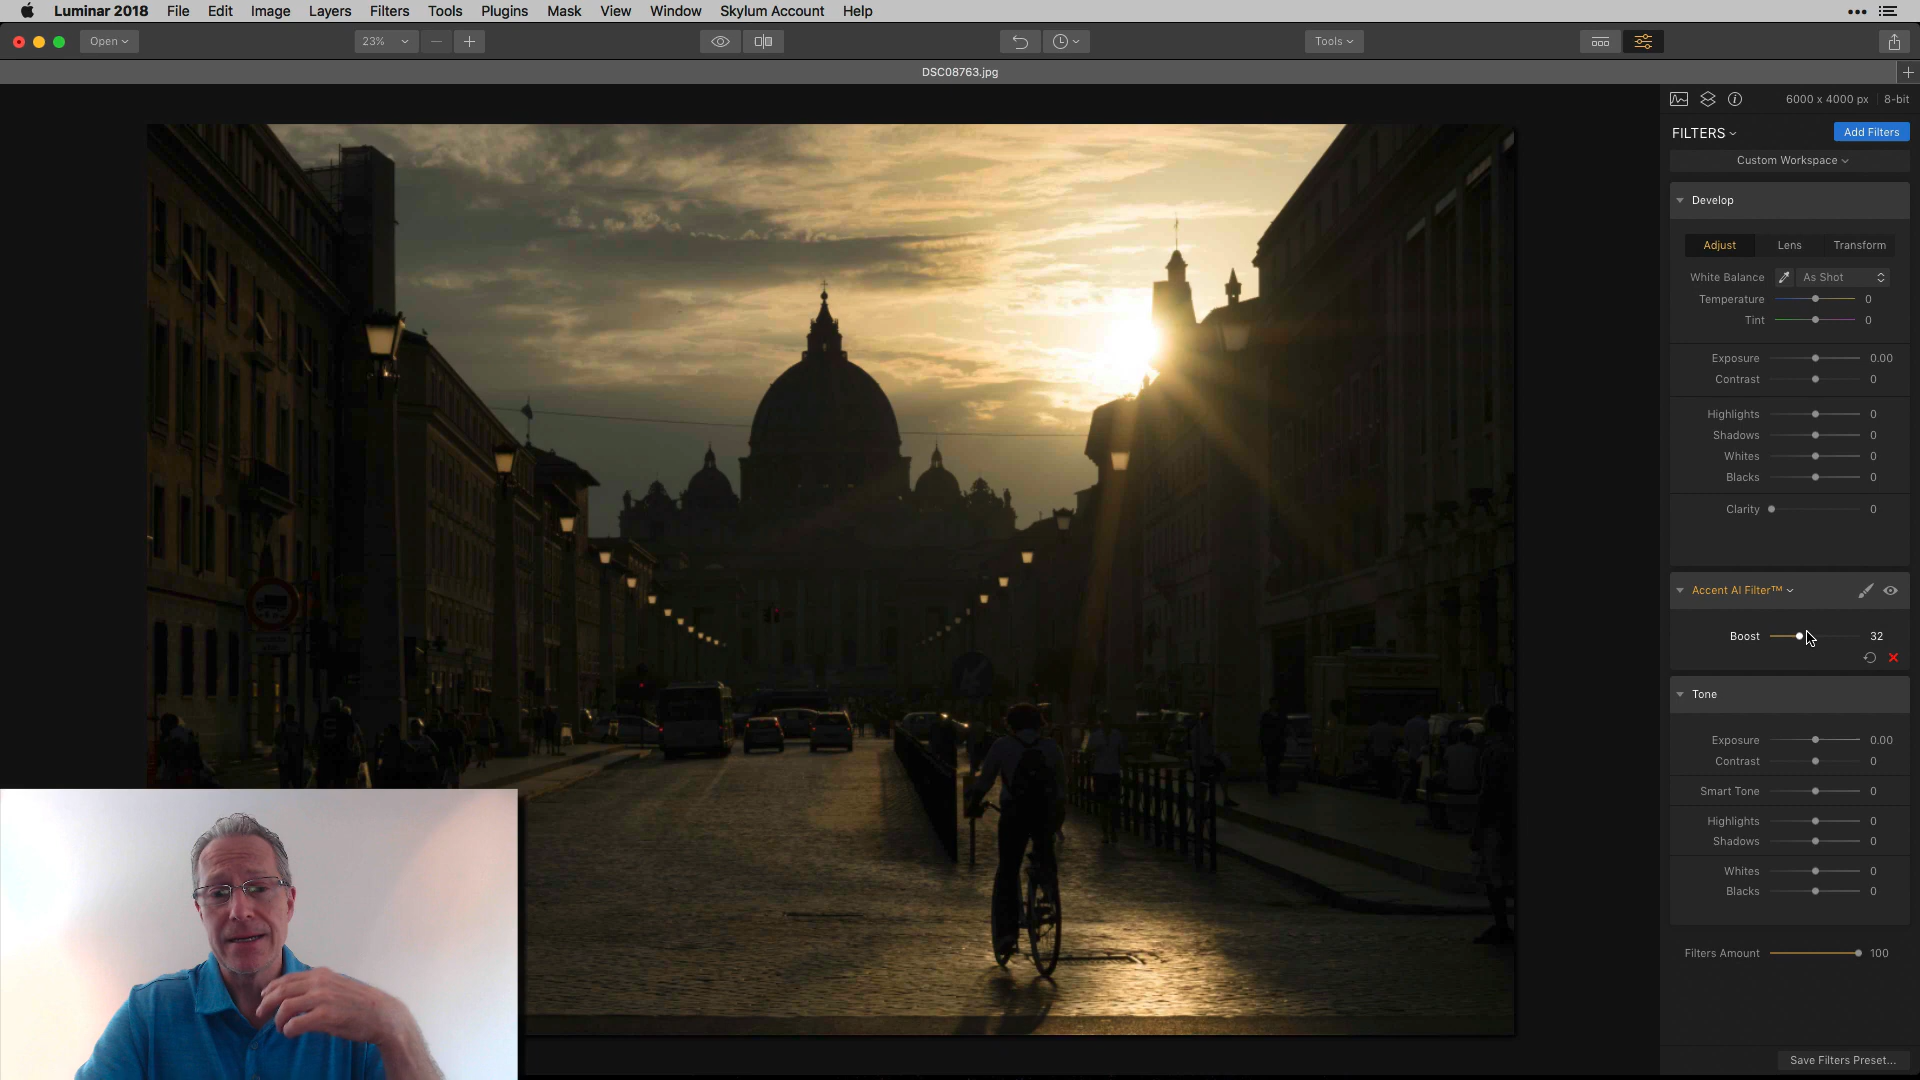 Luminar 2018 File Edit Image Layers Filters Tools Plugins Mask View Window Skylum Account Help
Open 23% Tools
DSC08763.jpg
6000 x 4000 px 8-bit
FILTERS Add Filters
Custom Workspace
Develop
Adjust Lens Transform
White Balance As Shot
Temperature 0
Tint 0
Exposure 0.00
Contrast 0
Highlights 0
Shadows 0
Whites 0
Blacks 0
Clarity 0
Accent AI Filter™
Boost 32
Tone
Exposure 0.00
Contrast 0
Smart Tone 0
Highlights 0
Shadows 0
Whites 0
Blacks 0
Filters Amount 100
Save Filters Preset...